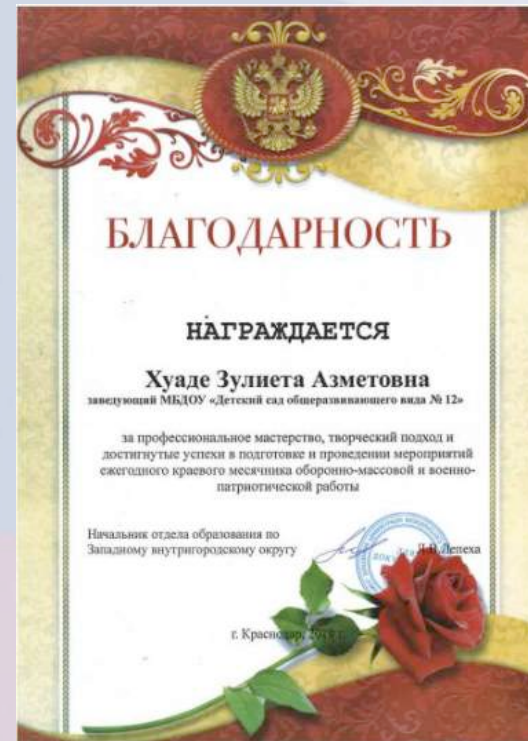 БЛАГОДАРНОСТЬ
НАГРАЖДАЕТСЯ
Хуаде Зулиета Азметовна
заведующий МБДОУ «Детский сад общеразвивающего вида № 12»
за профессиональное мастерство, творческий подход и
достигнутые успехи в подготовке и проведении мероприятий
ежегодного краевого месячника оборонно-массовой и военно-
патриотической работы
Начальник отдела образования по
Западному внутригородскому округу Л.В.Лепеха
г. Краснодар,